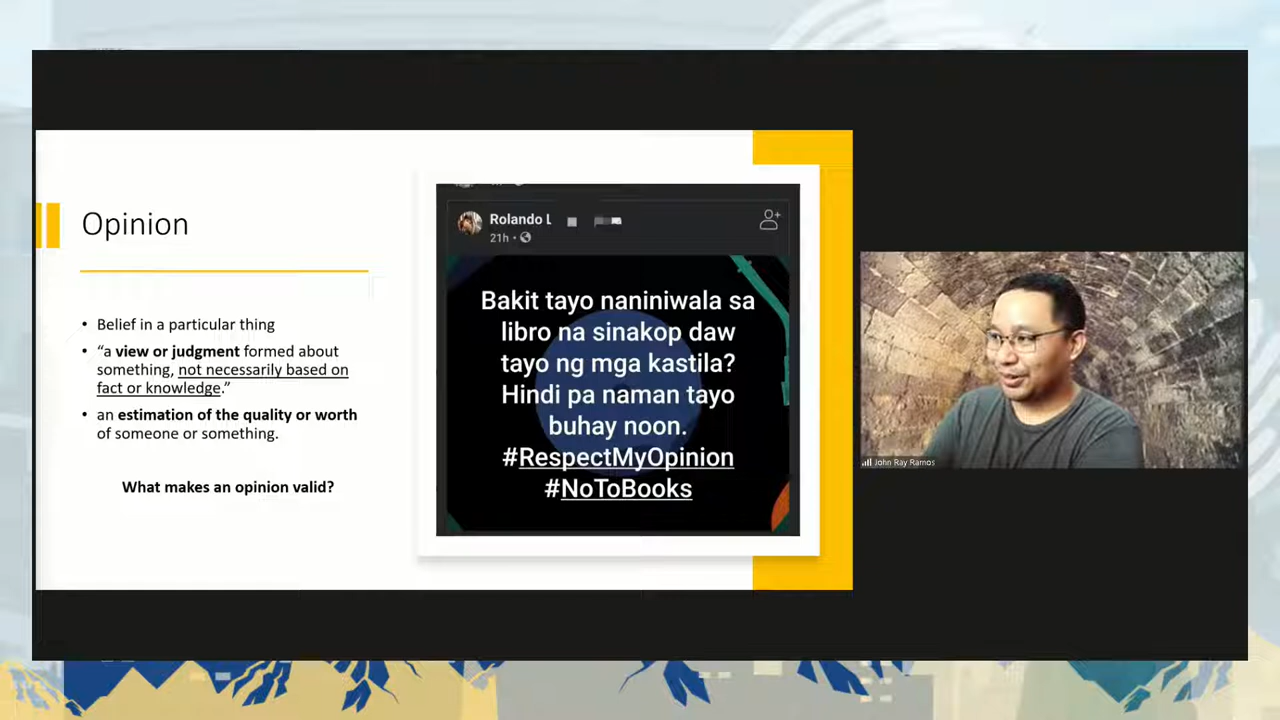 Opinion
• Belief in a particular thing
• “a view or judgment formed about
something, not necessarily based on
fact or knowledge.”
• an estimation of the quality or worth
of someone or something.
What makes an opinion valid?
Rolando L
21h •
Bakit tayo naniniwala sa
libro na sinakop daw
tayo ng mga kastila?
Hindi pa naman tayo
buhay noon.
#RespectMyOpinion
#NoToBooks
John Ray Ramos